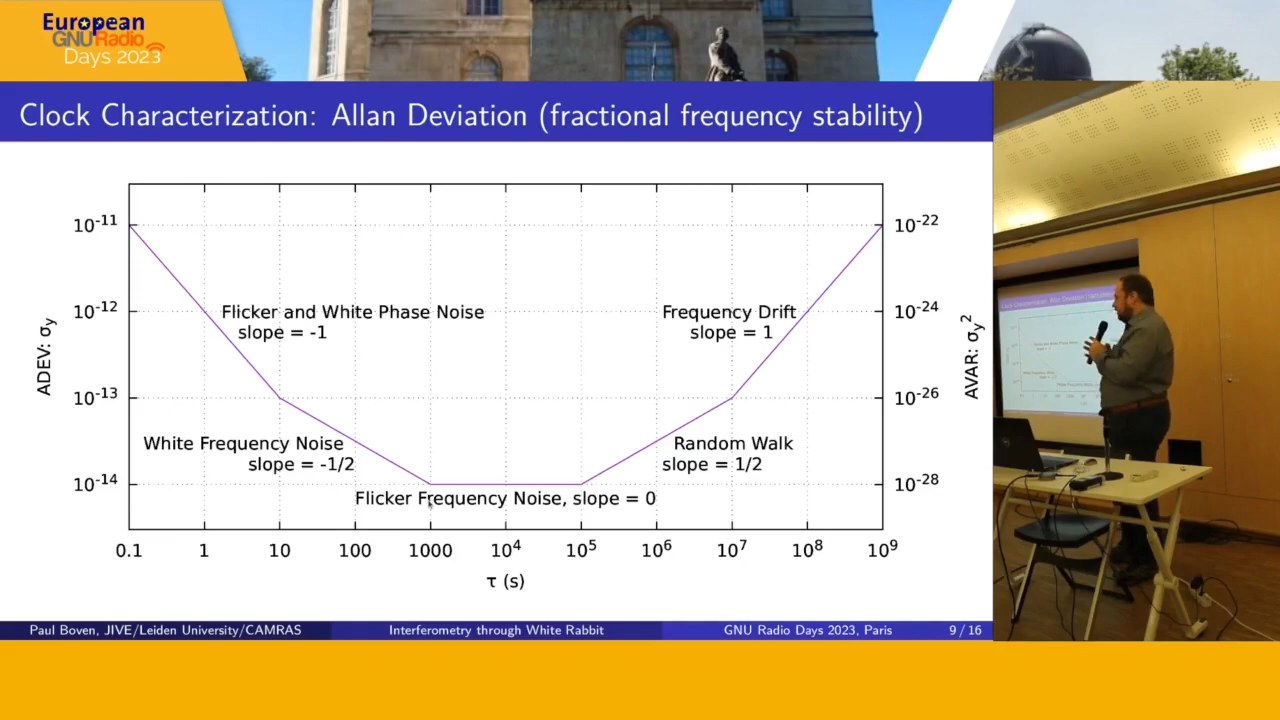 European
GNURadio
Days 2023
Clock Characterization: Allan Deviation (fractional frequency stability)
10⁻¹¹
10⁻²²
Flicker and White Phase Noise
slope = -1
Frequency Drift
slope = 1
10⁻¹²
10⁻²⁴
ADEV: σy
AVAR: σy²
10⁻¹³
10⁻²⁶
White Frequency Noise
slope = -1/2
Random Walk
slope = 1/2
10⁻¹⁴
10⁻²⁸
Flicker Frequency Noise, slope = 0
0.1 1 10 100 1000 10⁴ 10⁵ 10⁶ 10⁷ 10⁸ 10⁹
τ (s)
Paul Boven, JIVE/Leiden University/CAMRAS Interferometry through White Rabbit GNU Radio Days 2023, Paris 9 / 16